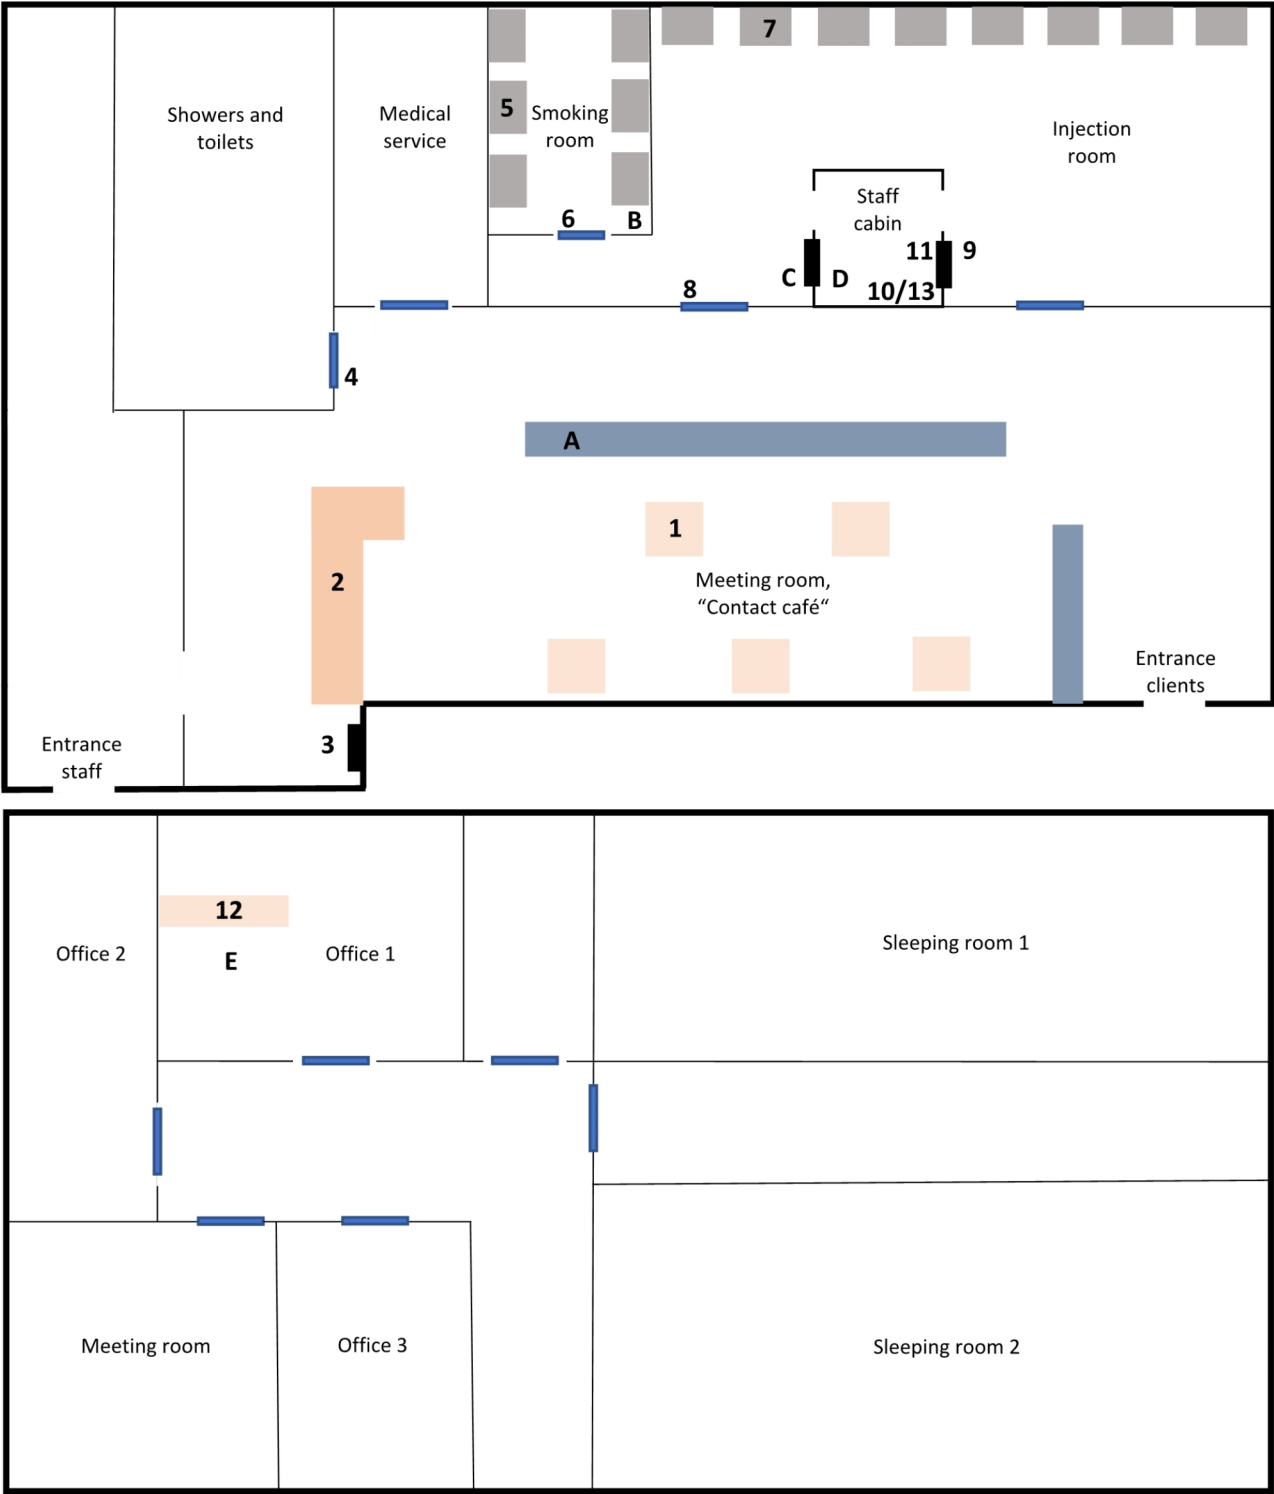 7
5
Showers and
toilets
Medical
service
Smoking
room
Injection
room
Staff
cabin
6
B
11
9
C
D
10/13
8
4
A
1
2
Meeting room,
“Contact café“
Entrance
clients
3
Entrance
staff
12
Office 2
E
Office 1
Sleeping room 1
Meeting room
Office 3
Sleeping room 2